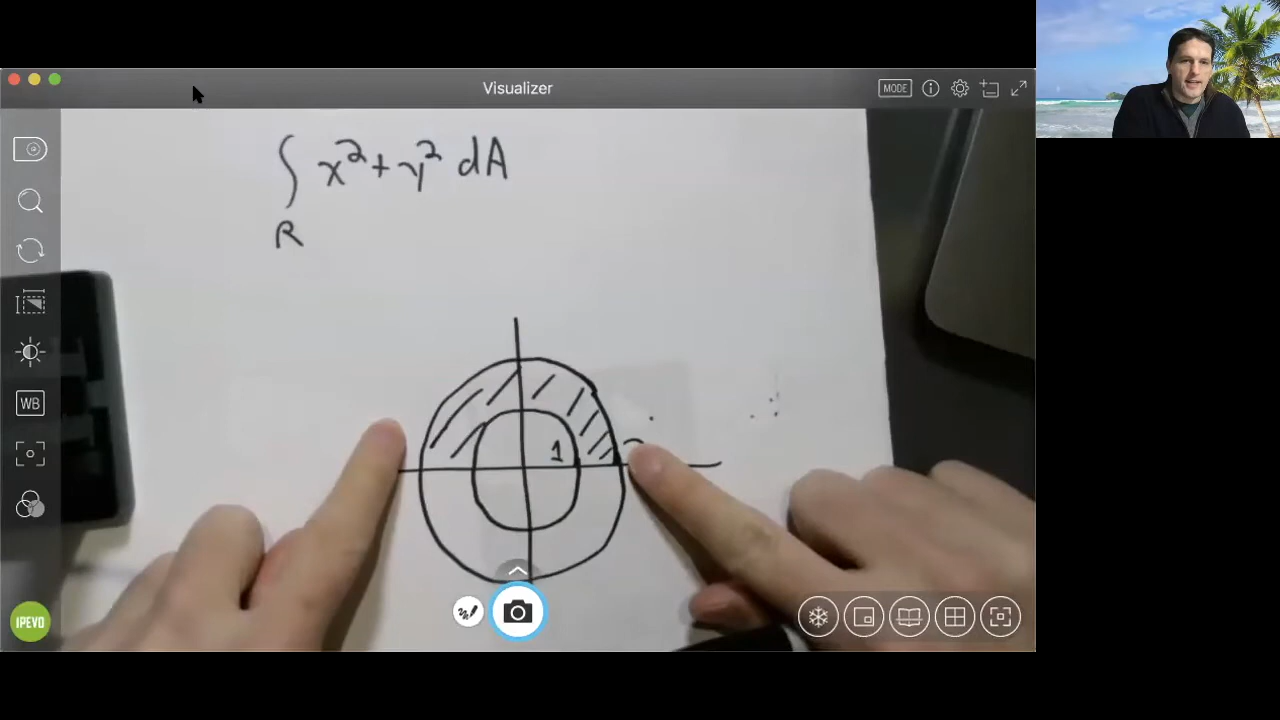 Visualizer
MODE
∫ x²+y² dA
R
WB
1
IPEVO